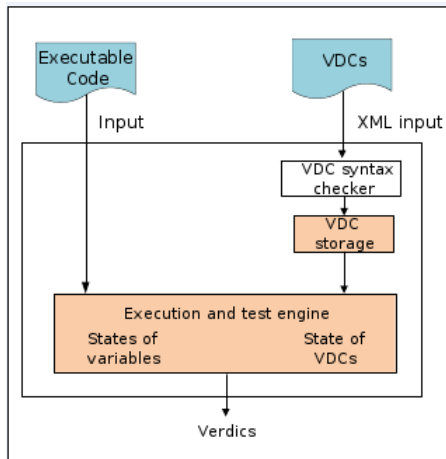 Executable
Code
VDCs
Input
XML input
VDC syntax
checker
VDC
storage
Execution and test engine
States of
variables
State of
VDCs
Verdics